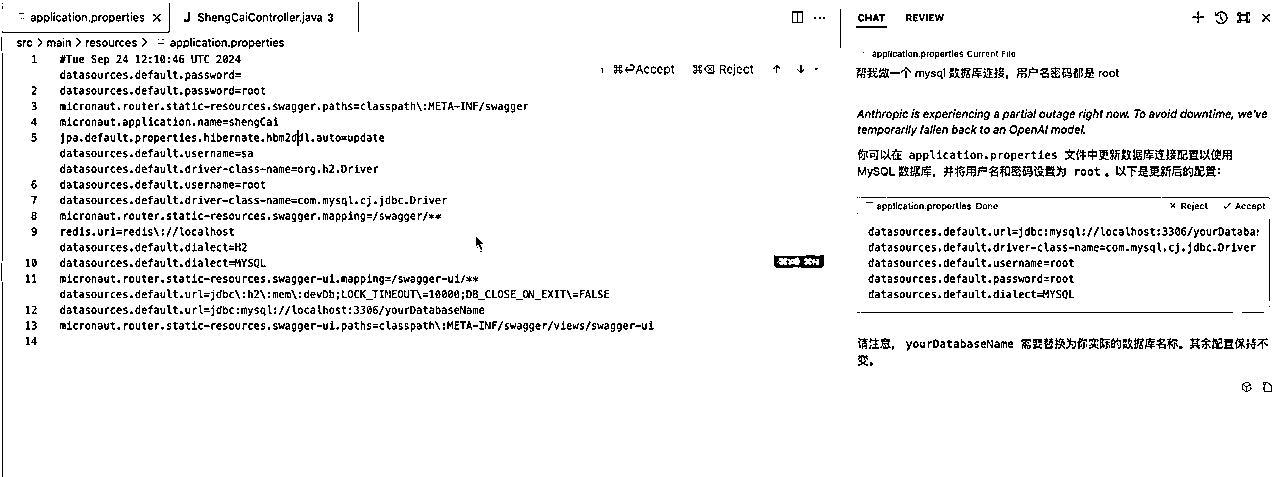 application.properties
ShengCaiController.java 3
src > main > resources > application.properties
1 #Tue Sep 24 12:10:46 UTC 2024
datasources.default.password=
2 datasources.default.password=root
3 micronaut.router.static-resources.swagger.paths=classpath\:META-INF/swagger
4 micronaut.application.name=shengCai
5 jpa.default.properties.hibernate.hbm2ddl.auto=update
datasources.default.username=sa
datasources.default.driver-class-name=org.h2.Driver
6 datasources.default.username=root
7 datasources.default.driver-class-name=com.mysql.cj.jdbc.Driver
8 micronaut.router.static-resources.swagger.mapping=/swagger/**
9 redis.uri=redis\://localhost
datasources.default.dialect=H2
10 datasources.default.dialect=MYSQL
11 micronaut.router.static-resources.swagger-ui.mapping=/swagger-ui/**
datasources.default.url=jdbc\:h2\:mem\:devDb;LOCK_TIMEOUT\=10000;DB_CLOSE_ON_EXIT\=FALSE
12 datasources.default.url=jdbc:mysql://localhost:3306/yourDatabaseName
13 micronaut.router.static-resources.swagger-ui.paths=classpath\:META-INF/swagger/views/swagger-ui
14
Accept
Reject
CHAT REVIEW
application.properties Current File
帮我做一个 mysql 数据库连接，用户名密码都是 root
Anthropic is experiencing a partial outage right now. To avoid downtime, we've
temporarily fallen back to an OpenAI model.
你可以在 application.properties 文件中更新数据库连接配置以使用
MySQL 数据库，并将用户名和密码设置为 root 。以下是更新后的配置：
application.properties Done
Reject
Accept
datasources.default.url=jdbc:mysql://localhost:3306/yourDataba
datasources.default.driver-class-name=com.mysql.cj.jdbc.Driver
datasources.default.username=root
datasources.default.password=root
datasources.default.dialect=MYSQL
请注意， yourDatabaseName 需要替换为你实际的数据库名称。其余配置保持不
变。